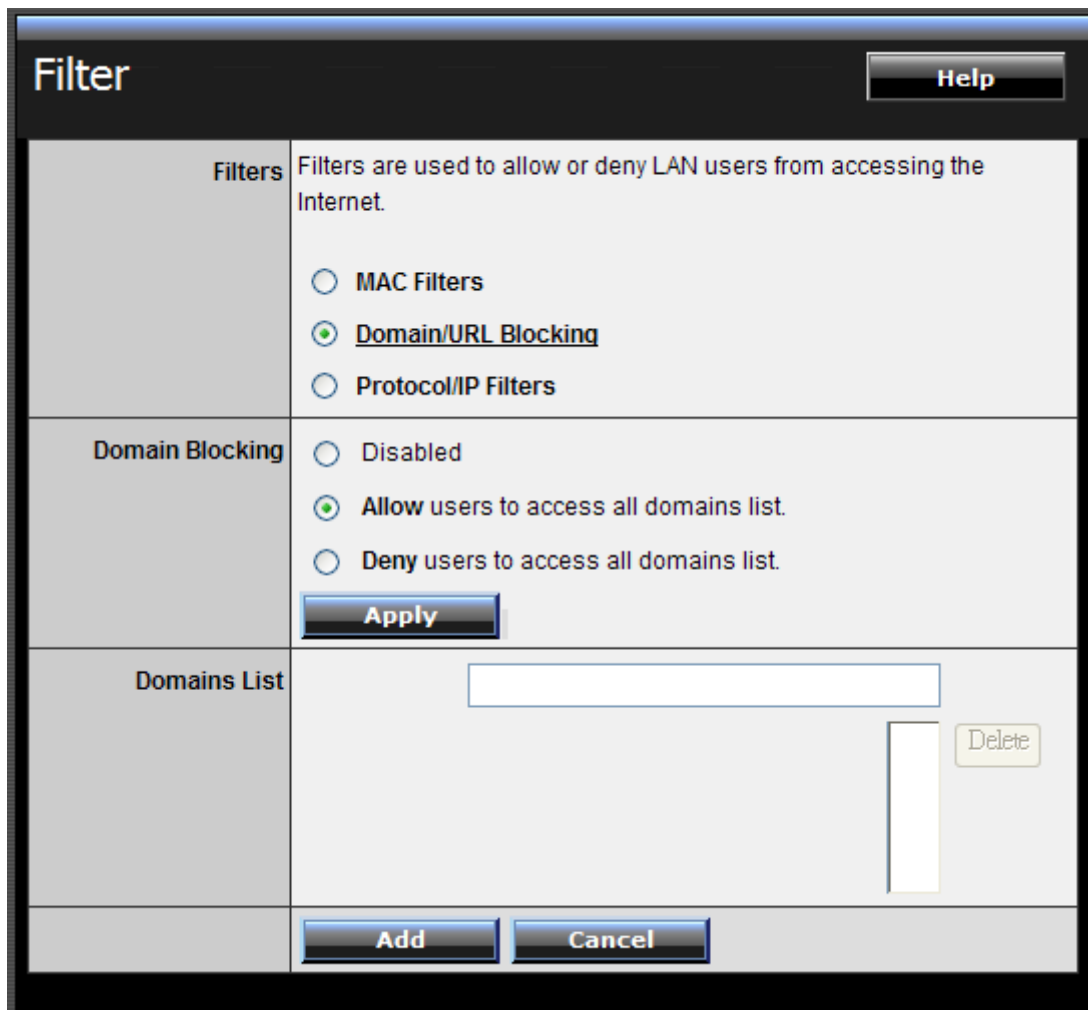 Filter
Help
Filters
Filters are used to allow or deny LAN users from accessing the
Internet.
MAC Filters
Domain/URL Blocking
Protocol/IP Filters
Domain Blocking
Disabled
Allow users to access all domains list.
Deny users to access all domains list.
Apply
Domains List
Delete
Add
Cancel